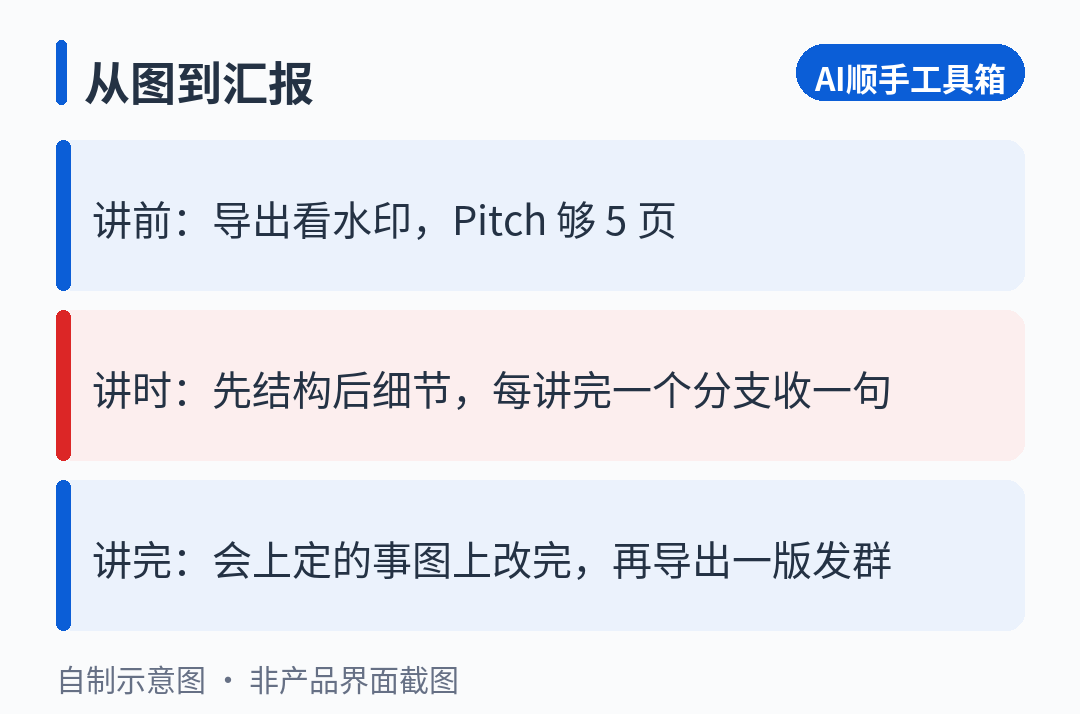 从图到汇报
AI顺手工具箱
讲前：导出看水印，Pitch 够 5 页
讲时：先结构后细节，每讲完一个分支收一句
讲完：会上定的事图上改完，再导出一版发群
自制示意图 · 非产品界面截图